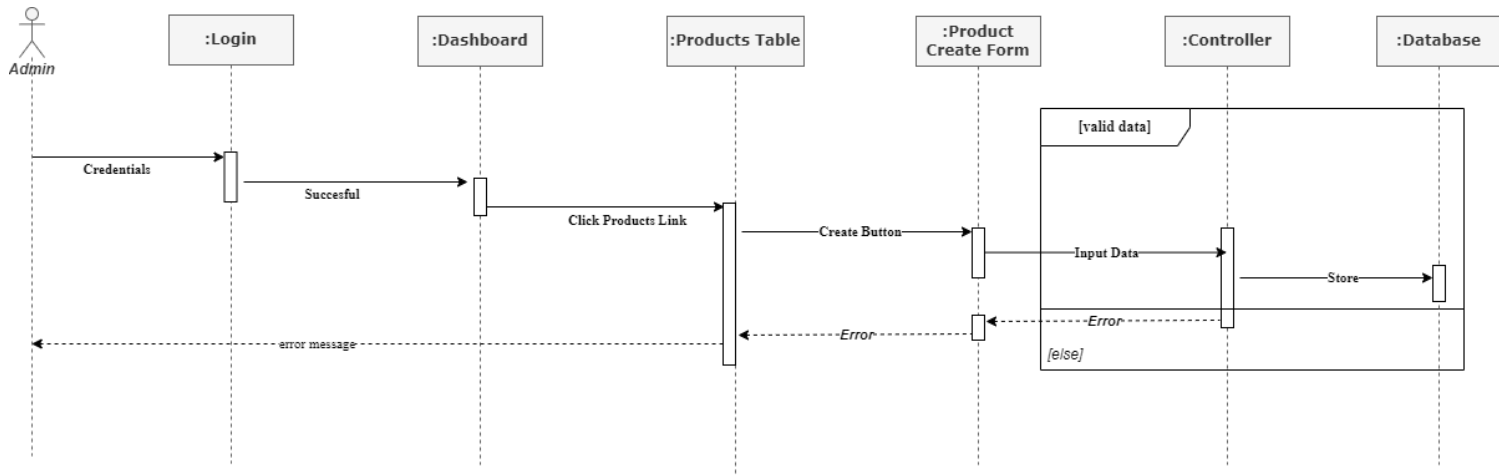 :Login
:Dashboard
:Products Table
:Product
Create Form
:Controller
:Database
Admin
[valid data]
Credentials
Succesful
Click Products Link
Create Button
Input Data
Store
Error
Error
error message
[else]